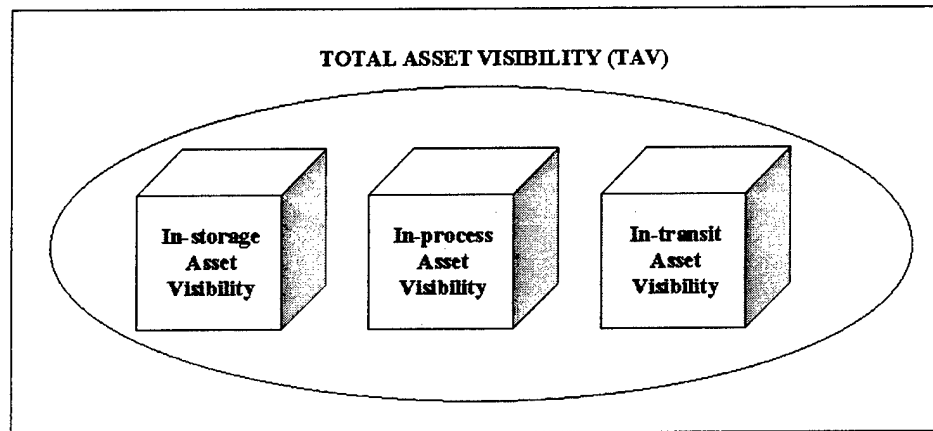 TOTAL ASSET VISIBILITY (TAV)
In-storage
Asset
Visibility
In-process
Asset
Visibility
In-transit
Asset
Visibility